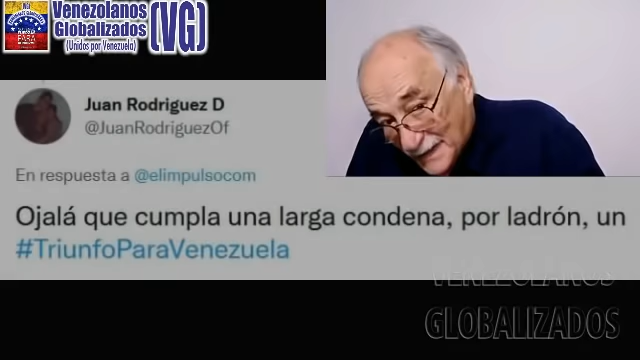 Venezolanos
Globalizados
(Unidos por Venezuela)
(VG)
Juan Rodriguez D
@JuanRodriguezOf
En respuesta a @elimpulsocom
Ojalá que cumpla una larga condena, por ladrón, un
#TriunfoParaVenezuela
VENEZOLANOS
GLOBALIZADOS